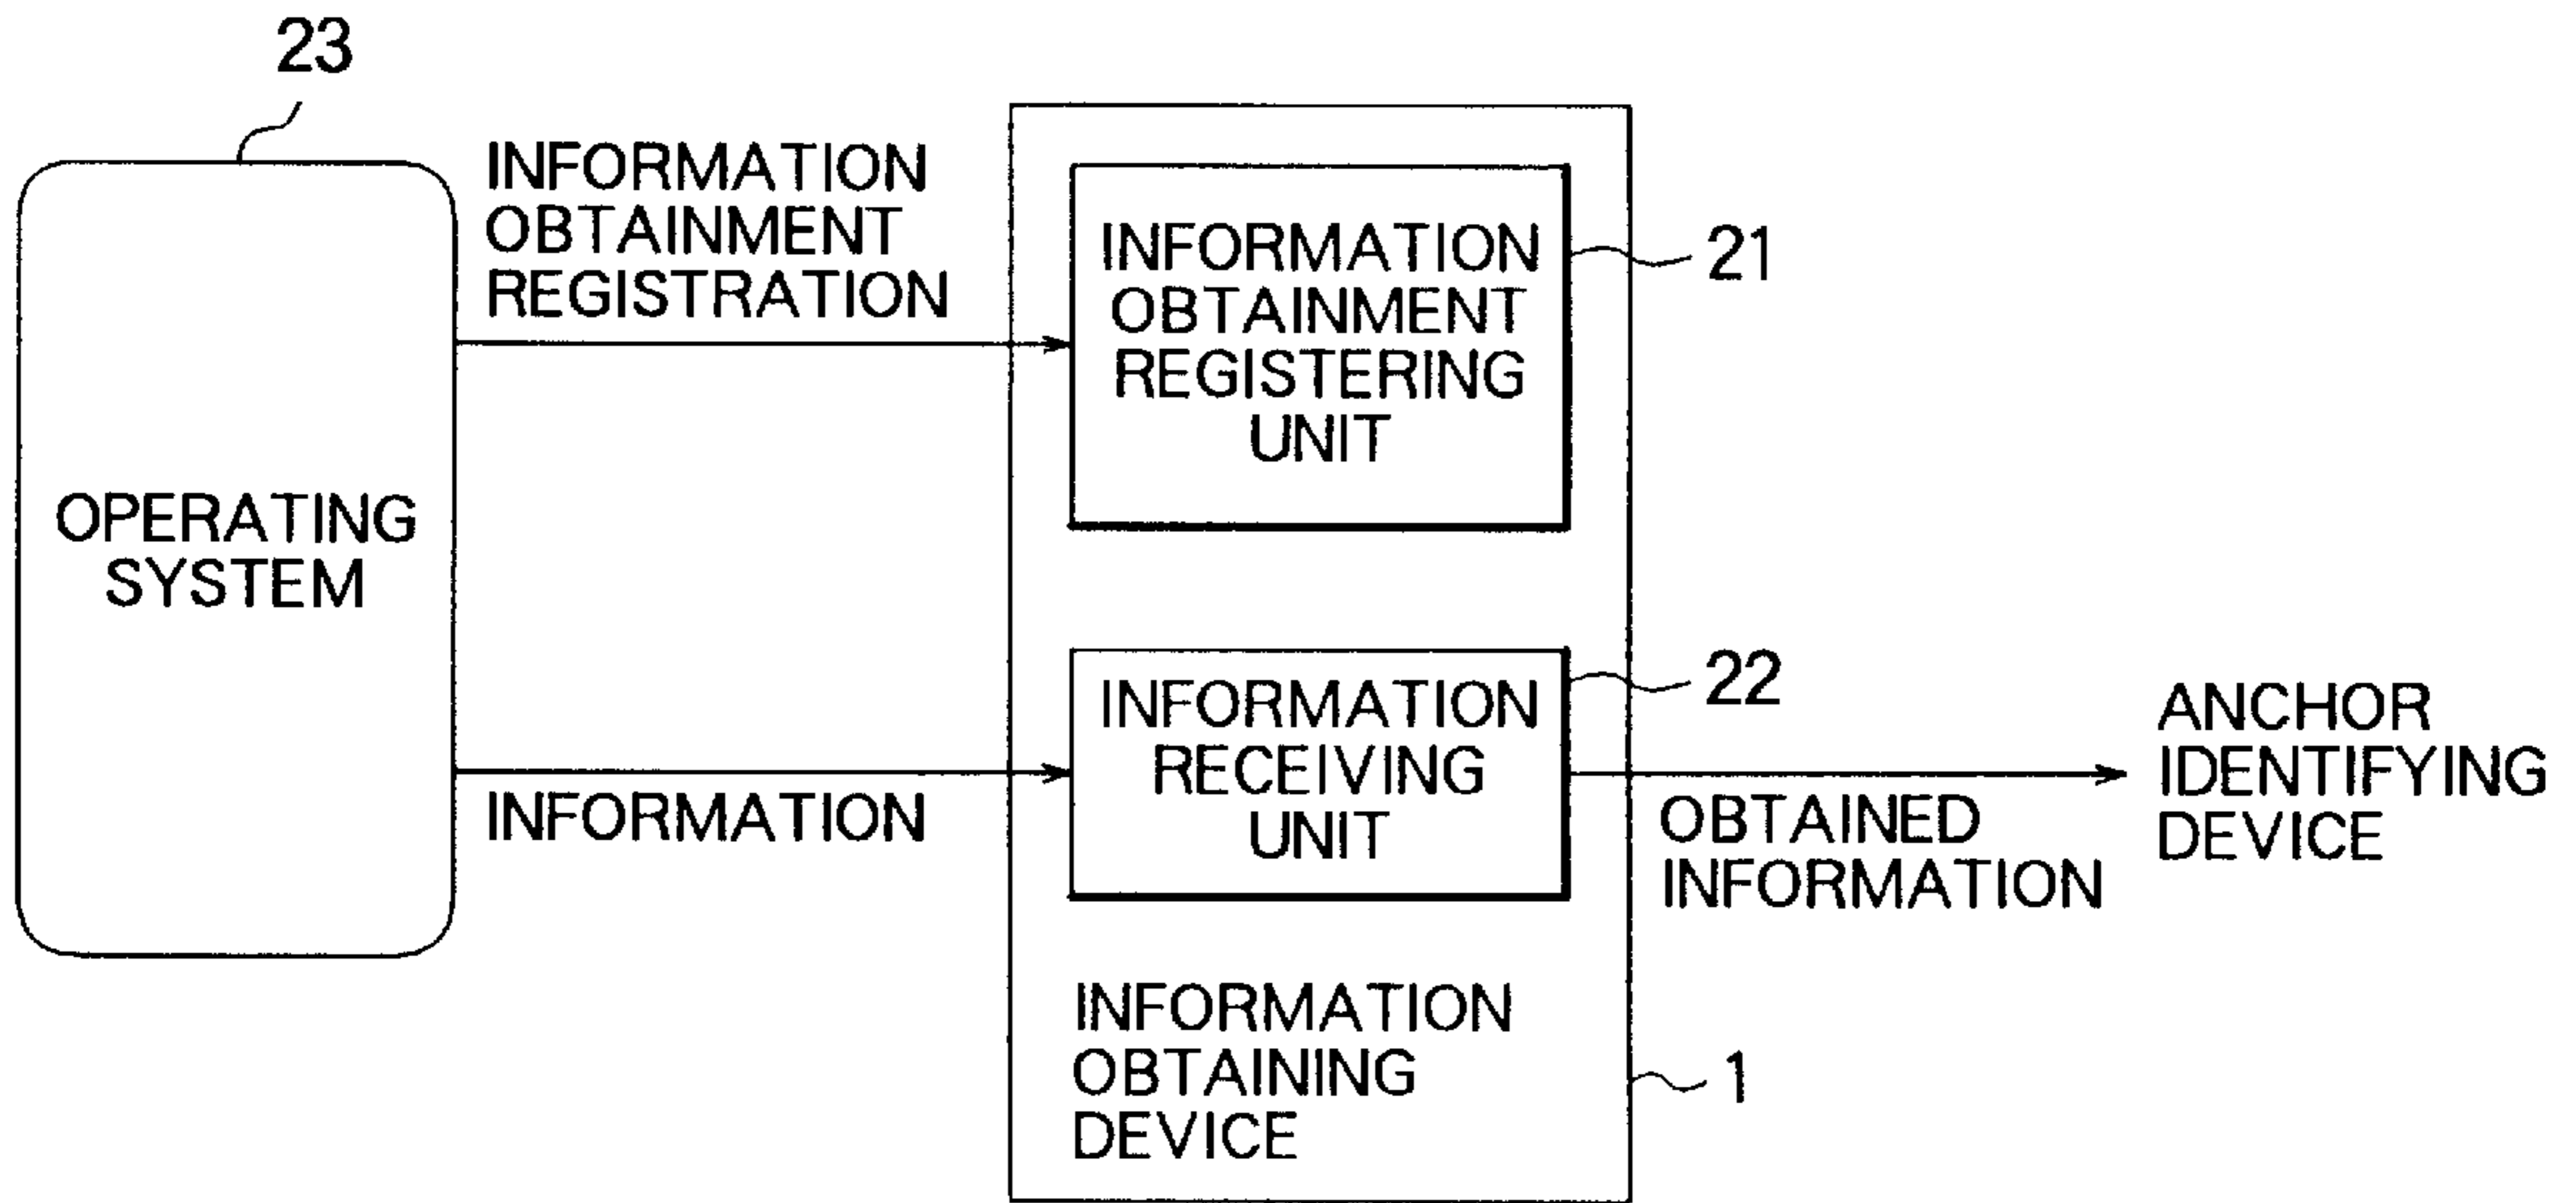 23
INFORMATION
OBTAINMENT
REGISTRATION
INFORMATION
OBTAINMENT
REGISTERING
UNIT
21
OPERATING
SYSTEM
INFORMATION
INFORMATION
RECEIVING
UNIT
22
OBTAINED
INFORMATION
ANCHOR
IDENTIFYING
DEVICE
INFORMATION
OBTAINING
DEVICE
1